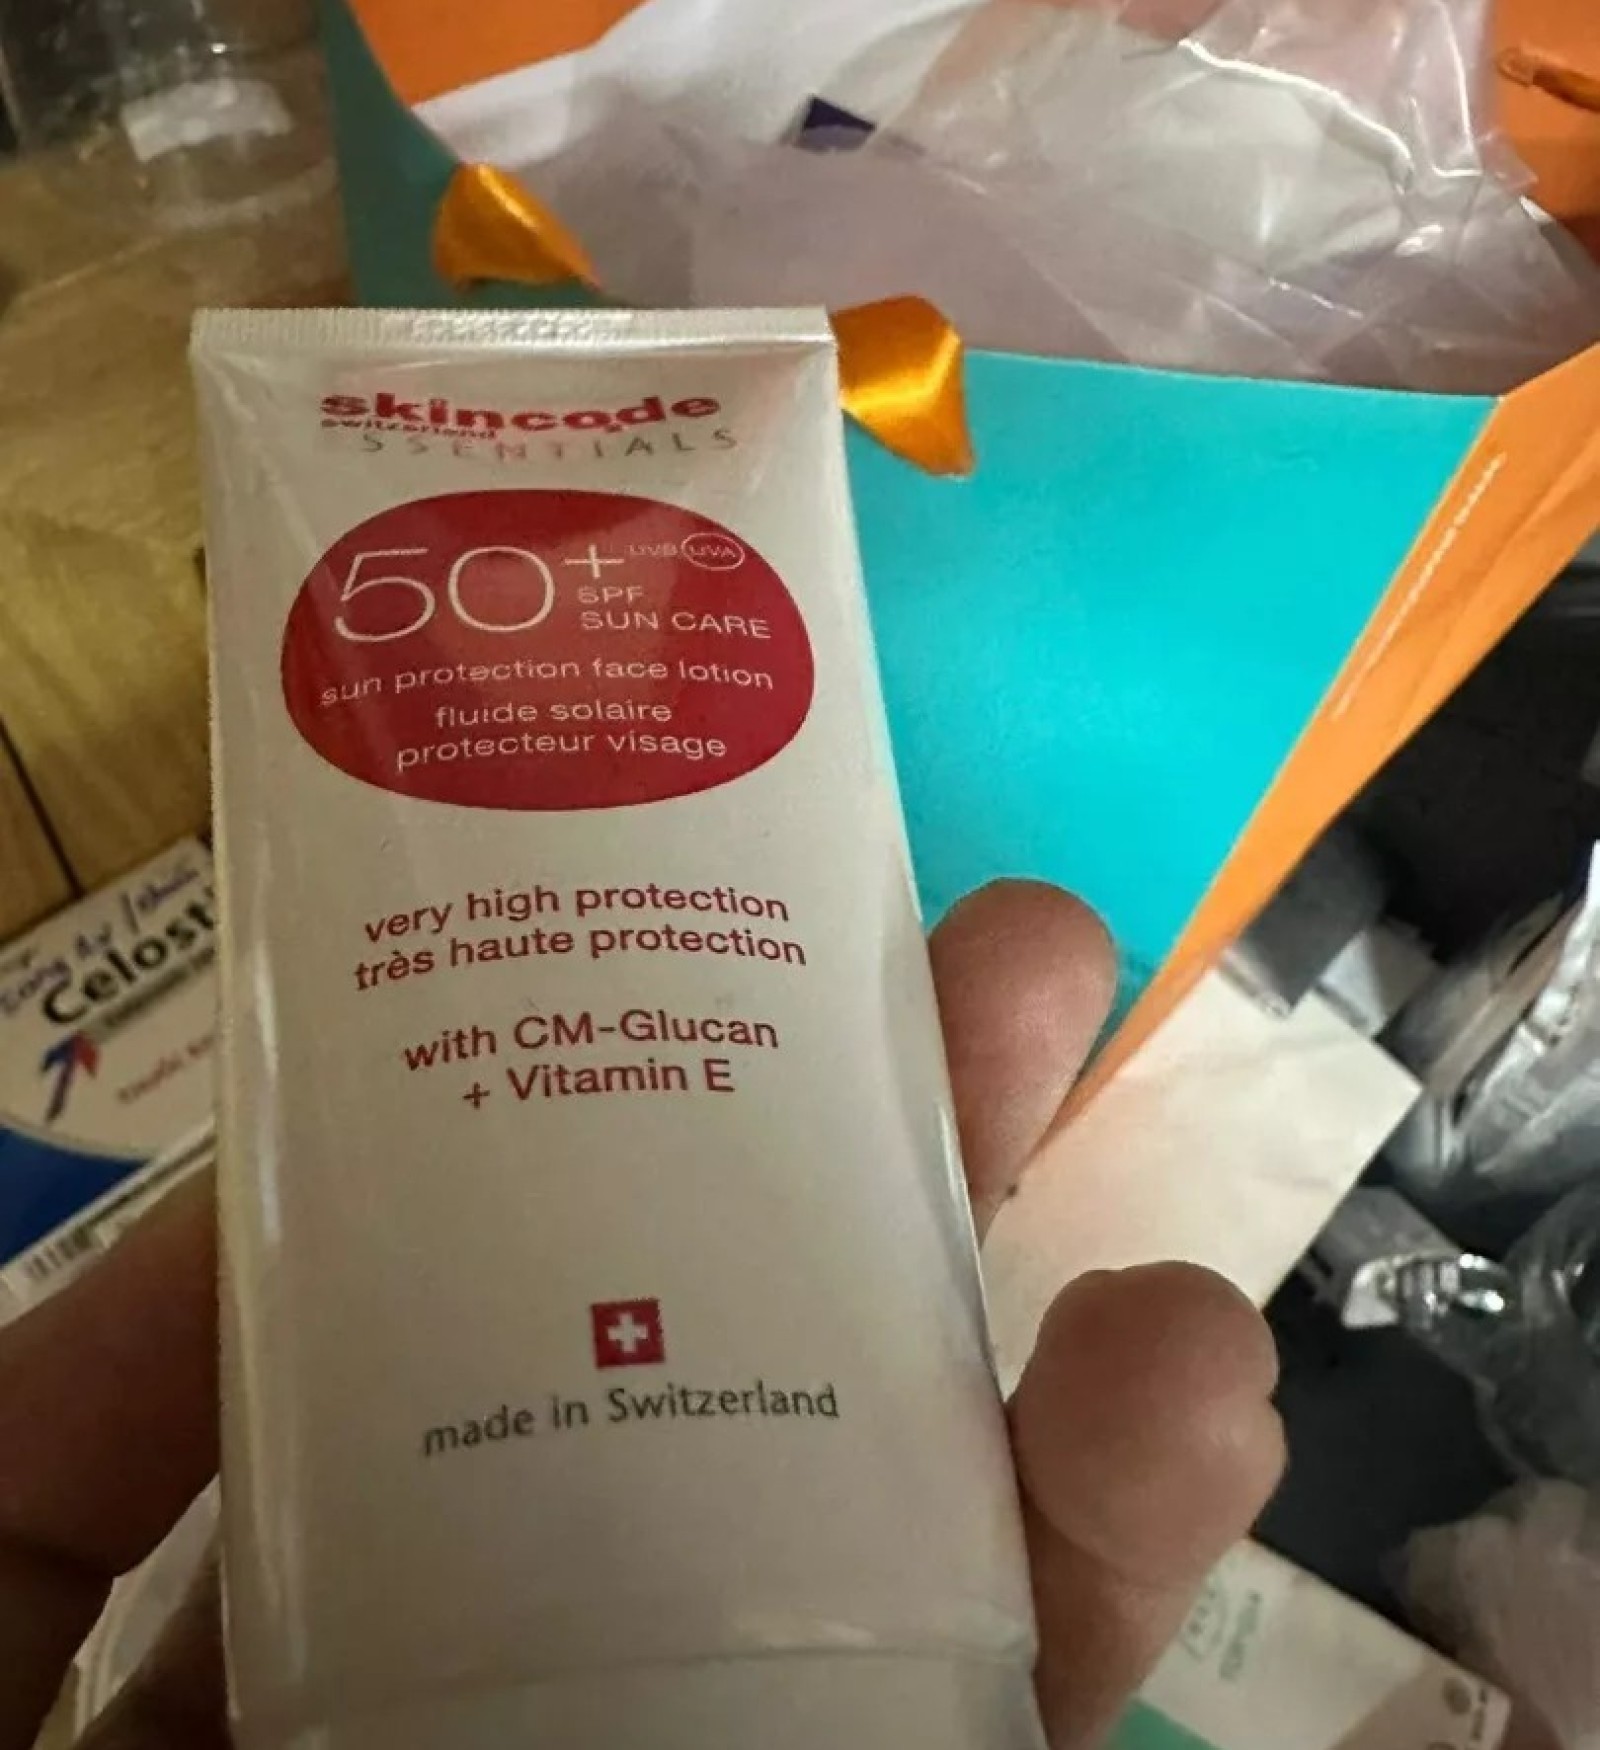 skincode
switzerland
SSENTIALS
50+ UVB UVA
SPF
SUN CARE
sun protection face lotion
fluide solaire
protecteur visage
very high protection
très haute protection
with CM-Glucan
+ Vitamin E
made in Switzerland
Celost